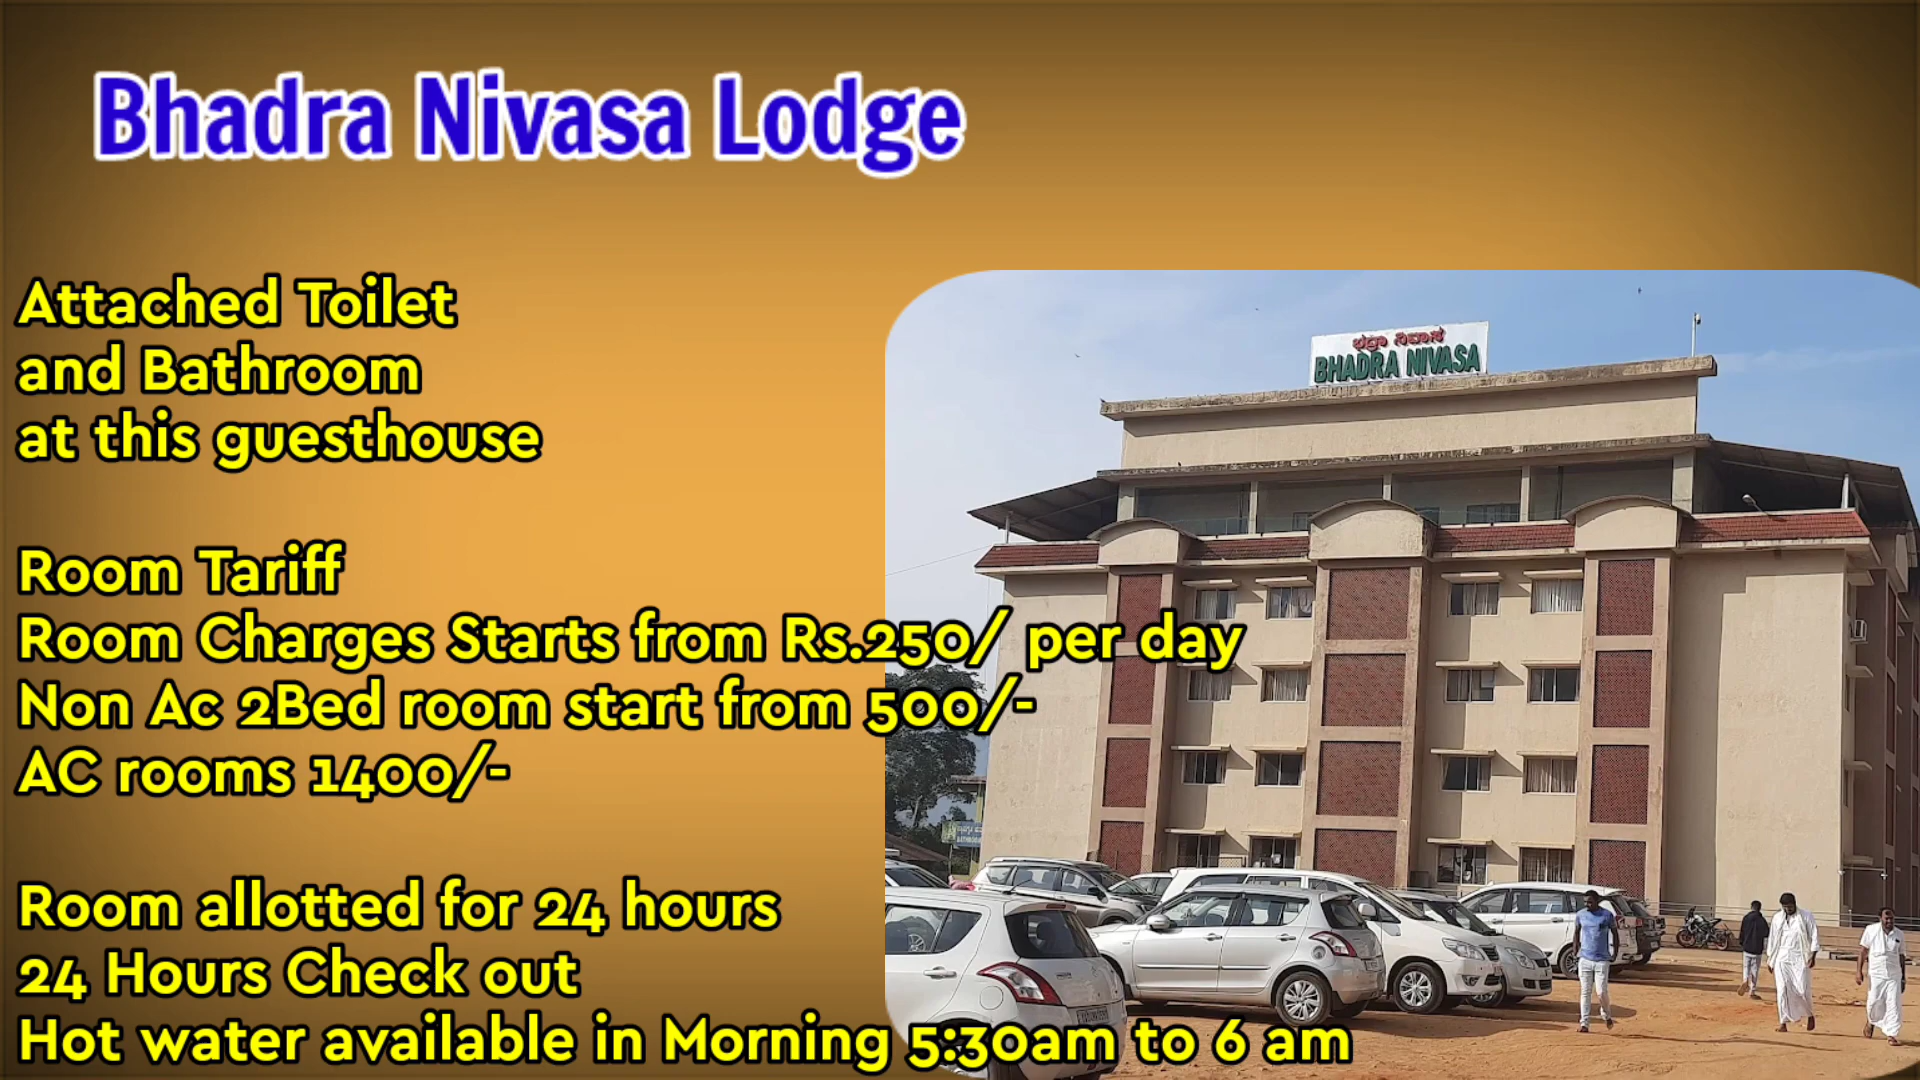 Bhadra Nivasa Lodge
Attached Toilet
and Bathroom
at this guesthouse
Room Tariff
Room Charges Starts from Rs.250/ per day
Non Ac 2Bed room start from 500/-
AC rooms 1400/-
Room allotted for 24 hours
24 Hours Check out
Hot water available in Morning 5:30am to 6 am
ಭದ್ರಾ ನಿವಾಸ
BHADRA NIVASA